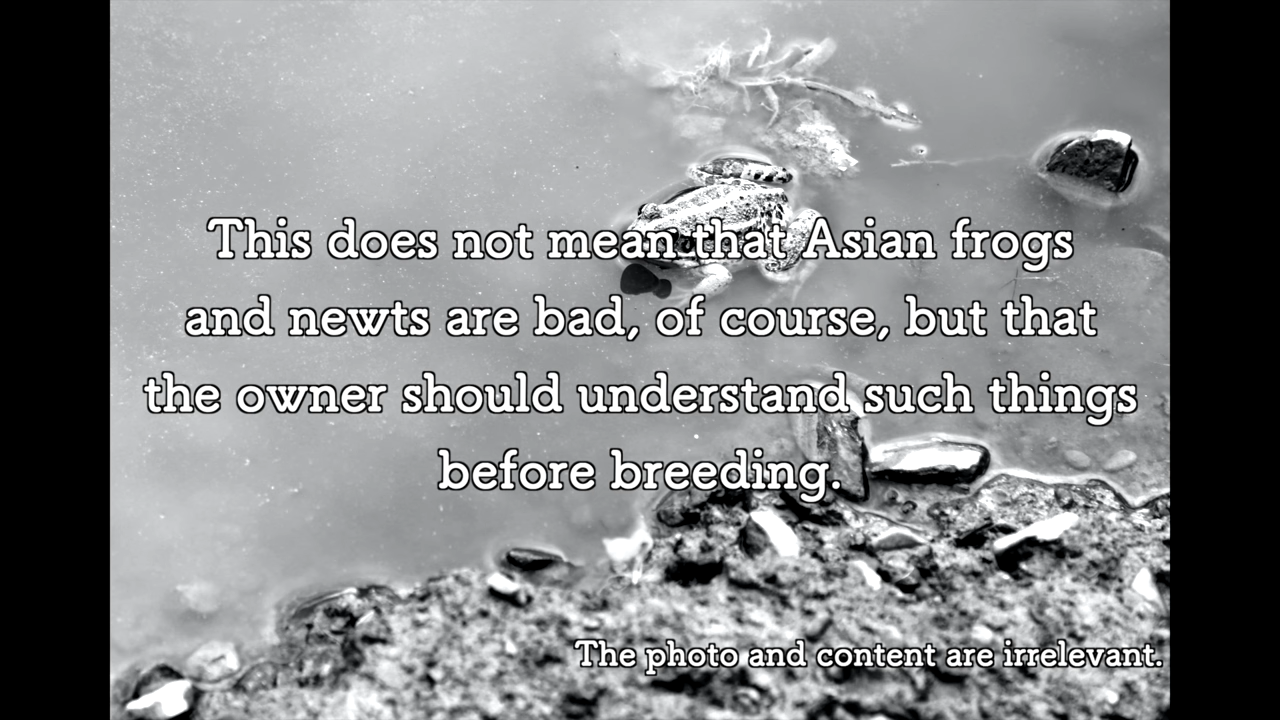 This does not mean that Asian frogs
and newts are bad, of course, but that
the owner should understand such things
before breeding.
The photo and content are irrelevant.